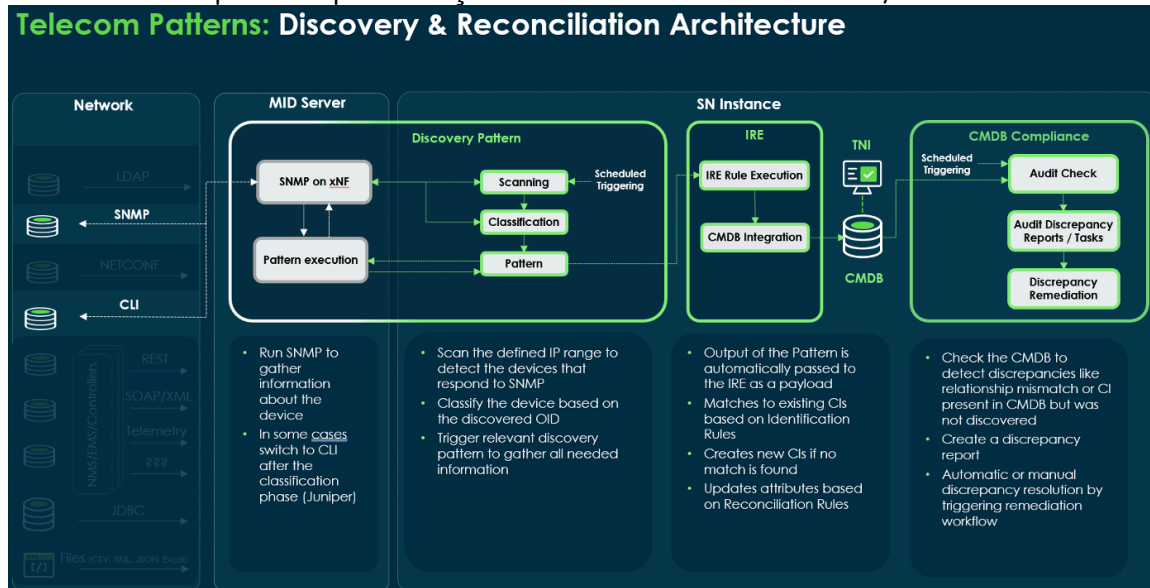 Telecom Patterns: Discovery & Reconciliation Architecture
Network
LDAP
SNMP
NETCONF
CLI
REST
SOAP/XML
Telemetry
???
NMS/EMS/Controllers
JDBC
Files (CSV, XML, JSON, Excel)
MID Server
SN Instance
Discovery Pattern
SNMP on xNF
Pattern execution
Scanning
Scheduled
Triggering
Classification
Pattern
IRE
IRE Rule Execution
CMDB Integration
TNI
CMDB
CMDB Compliance
Scheduled
Triggering
Audit Check
Audit Discrepancy
Reports / Tasks
Discrepancy
Remediation
• Run SNMP to
gather
information
about the
device
• In some cases
switch to CLI
after the
classification
phase (Juniper)
• Scan the defined IP range to
detect the devices that
respond to SNMP
• Classify the device based on
the discovered OID
• Trigger relevant discovery
pattern to gather all needed
information
• Output of the Pattern is
automatically passed to
the IRE as a payload
• Matches to existing CIs
based on Identification
Rules
• Creates new CIs if no
match is found
• Updates attributes based
on Reconciliation Rules
• Check the CMDB to
detect discrepancies like
relationship mismatch or CI
present in CMDB but was
not discovered
• Create a discrepancy
report
• Automatic or manual
discrepancy resolution by
triggering remediation
workflow